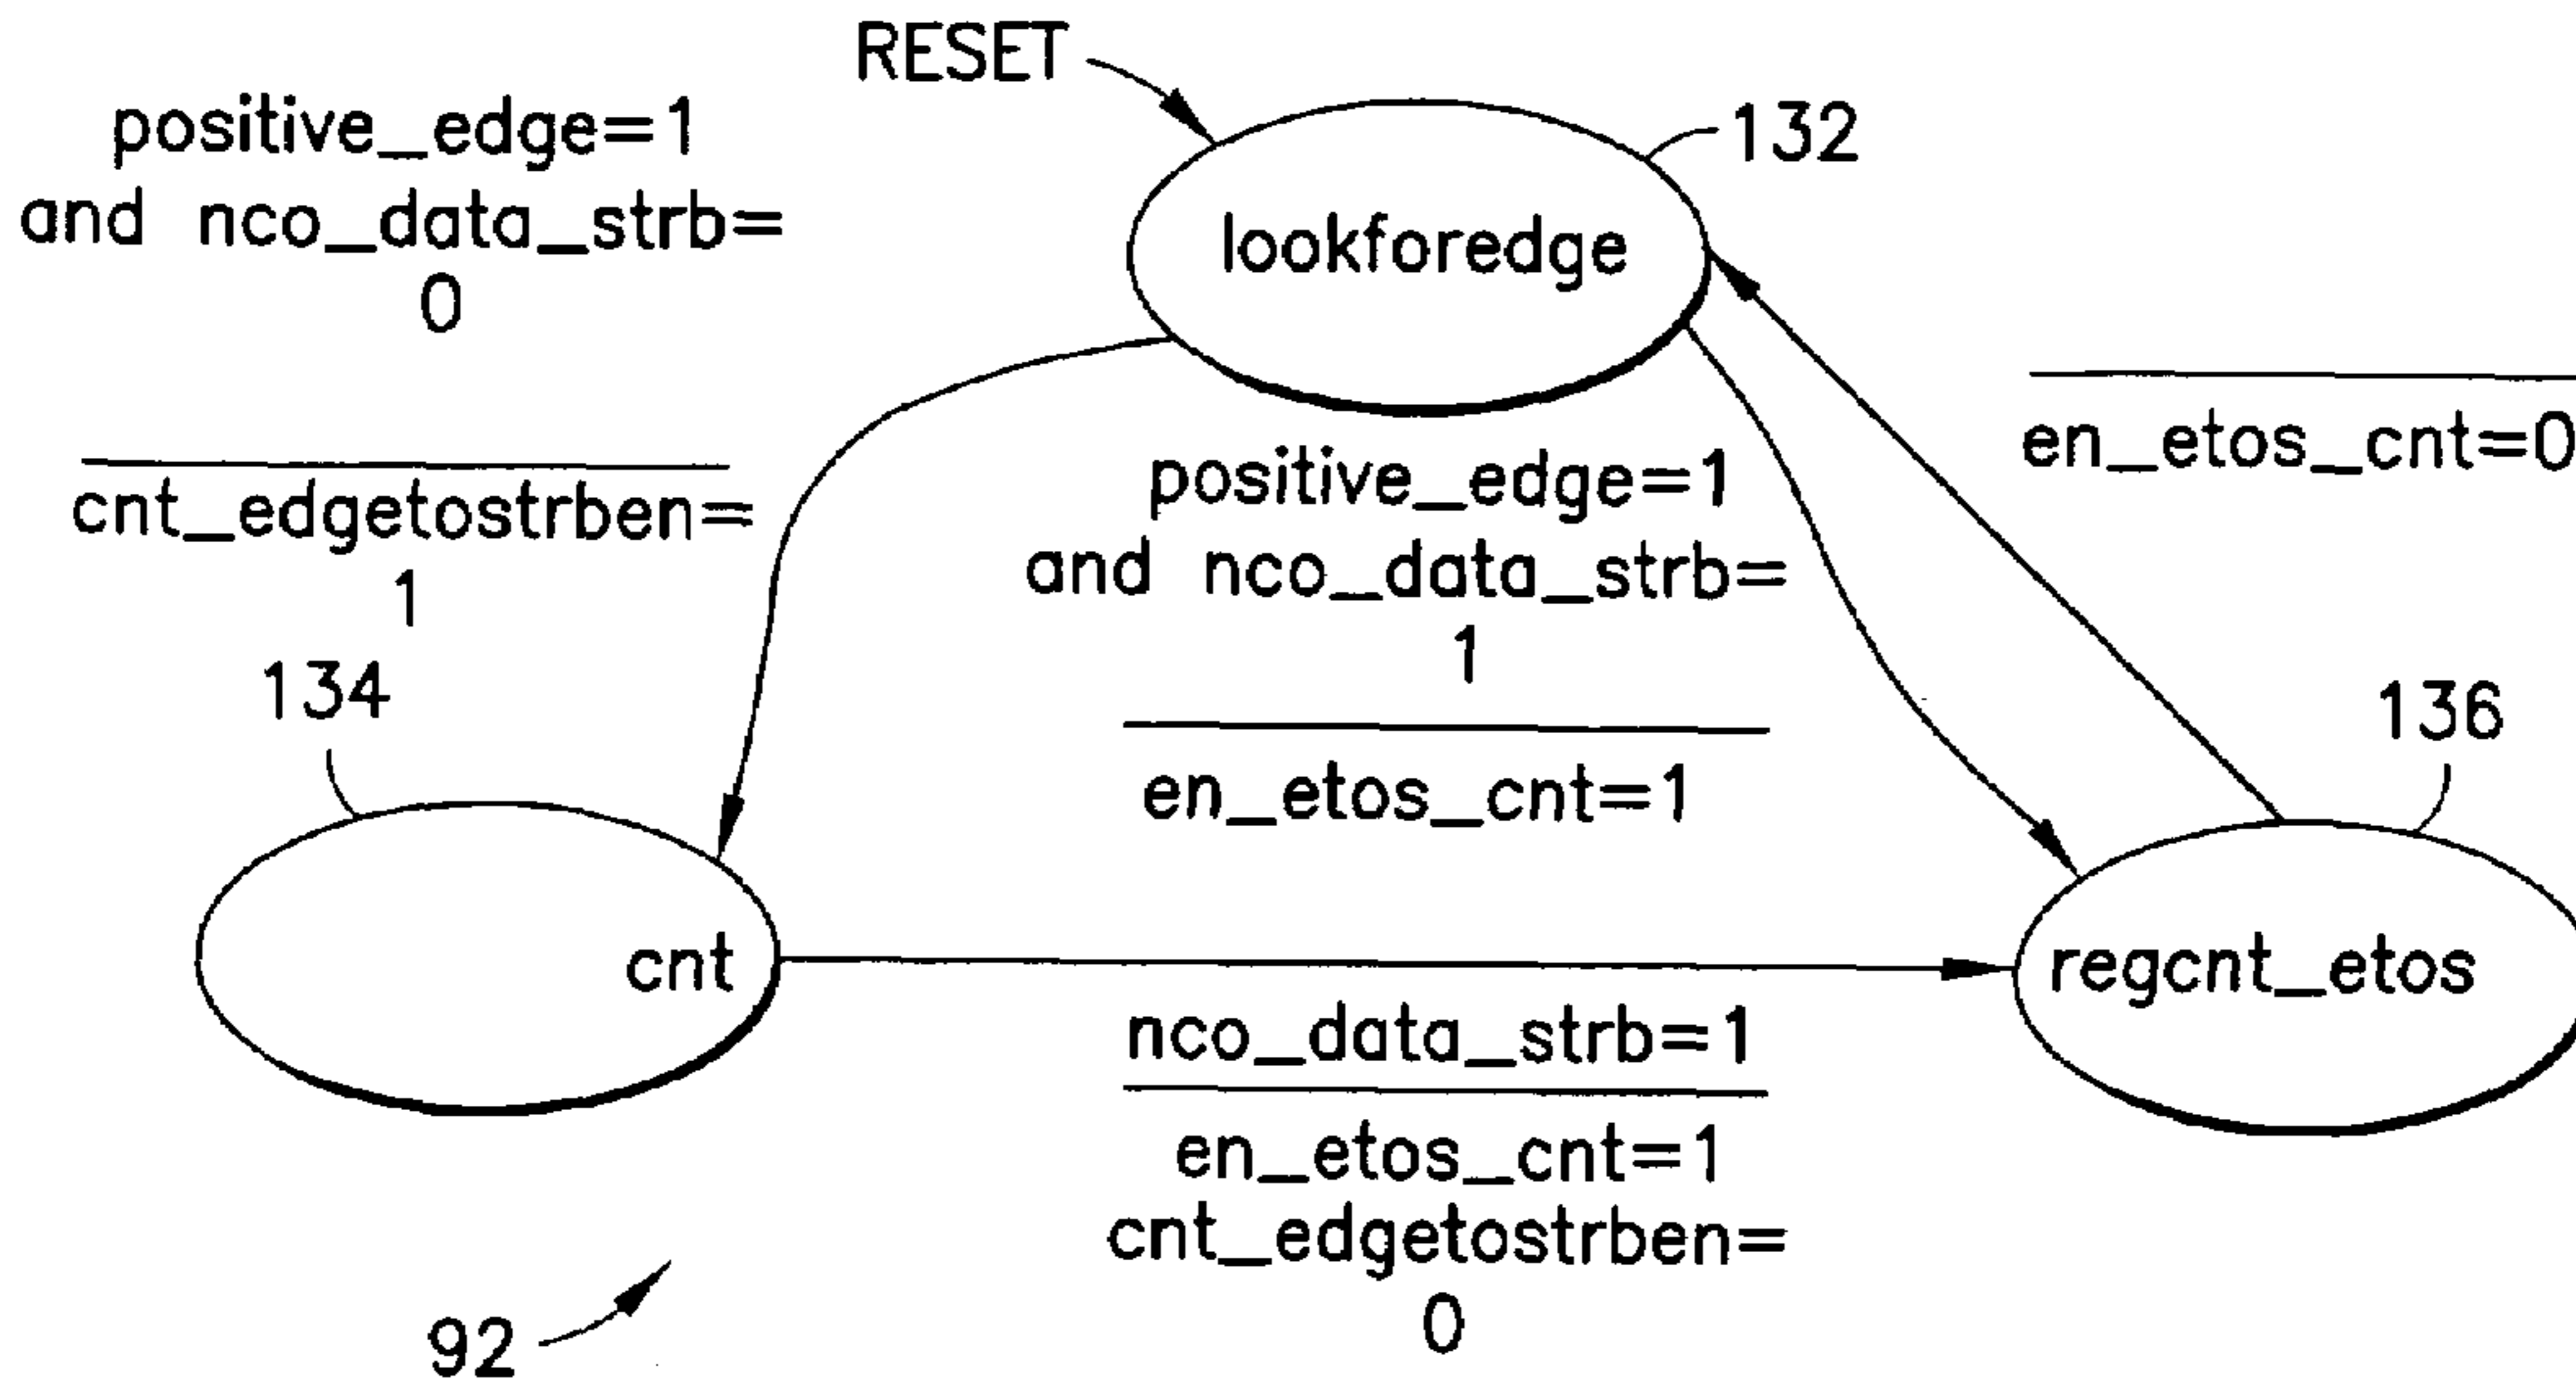 RESET
positive_edge=1
and nco_data_strb=
0
132
lookforedge
cnt_edgetostrben=
1
positive_edge=1
and nco_data_strb=
1
en_etos_cnt=1
en_etos_cnt=0
134
136
cnt
regcnt_etos
nco_data_strb=1
en_etos_cnt=1
cnt_edgetostrben=
0
92